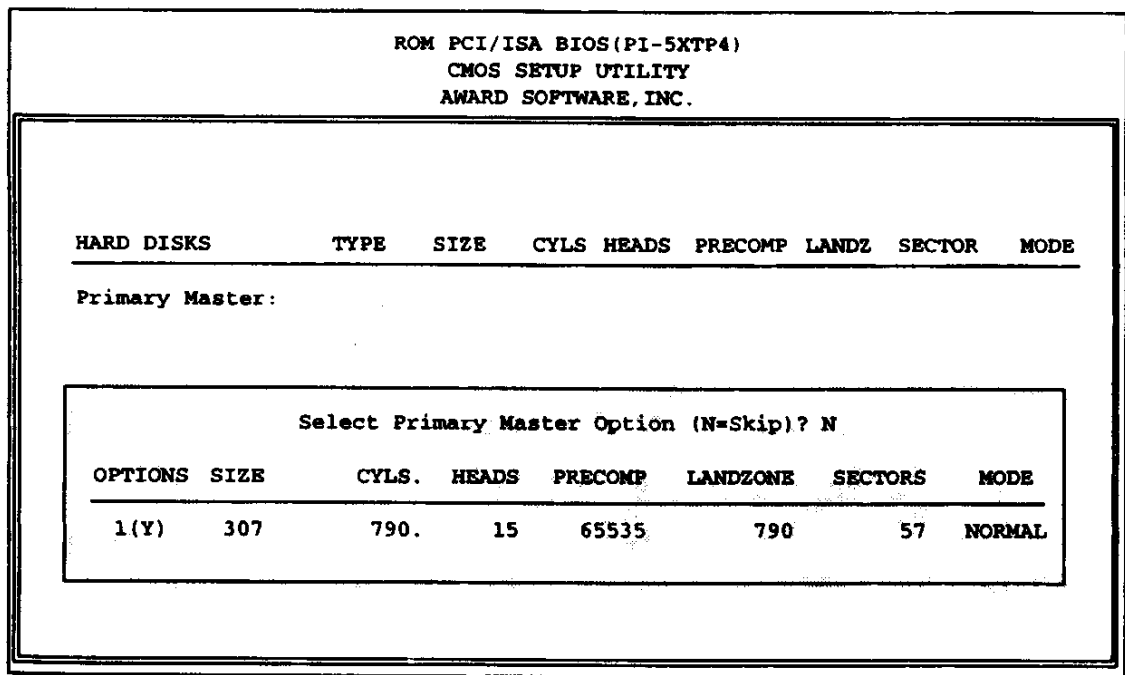 ROM PCI/ISA BIOS(PI-5XTP4)
CMOS SETUP UTILITY
AWARD SOFTWARE,INC.
HARD DISKS TYPE SIZE CYLS HEADS PRECOMP LANDZ SECTOR MODE
Primary Master:
Select Primary Master Option (N=Skip)? N
OPTIONS SIZE CYLS. HEADS PRECOMP LANDZONE SECTORS MODE
1(Y) 307 790. 15 65535 790 57 NORMAL